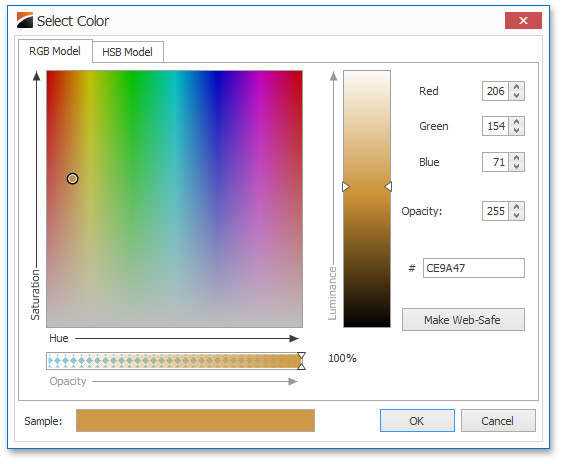 Select Color
RGB Model
HSB Model
Saturation
Hue
Opacity
Luminance
100%
Red 206
Green 154
Blue 71
Opacity: 255
# CE9A47
Make Web-Safe
Sample:
OK
Cancel